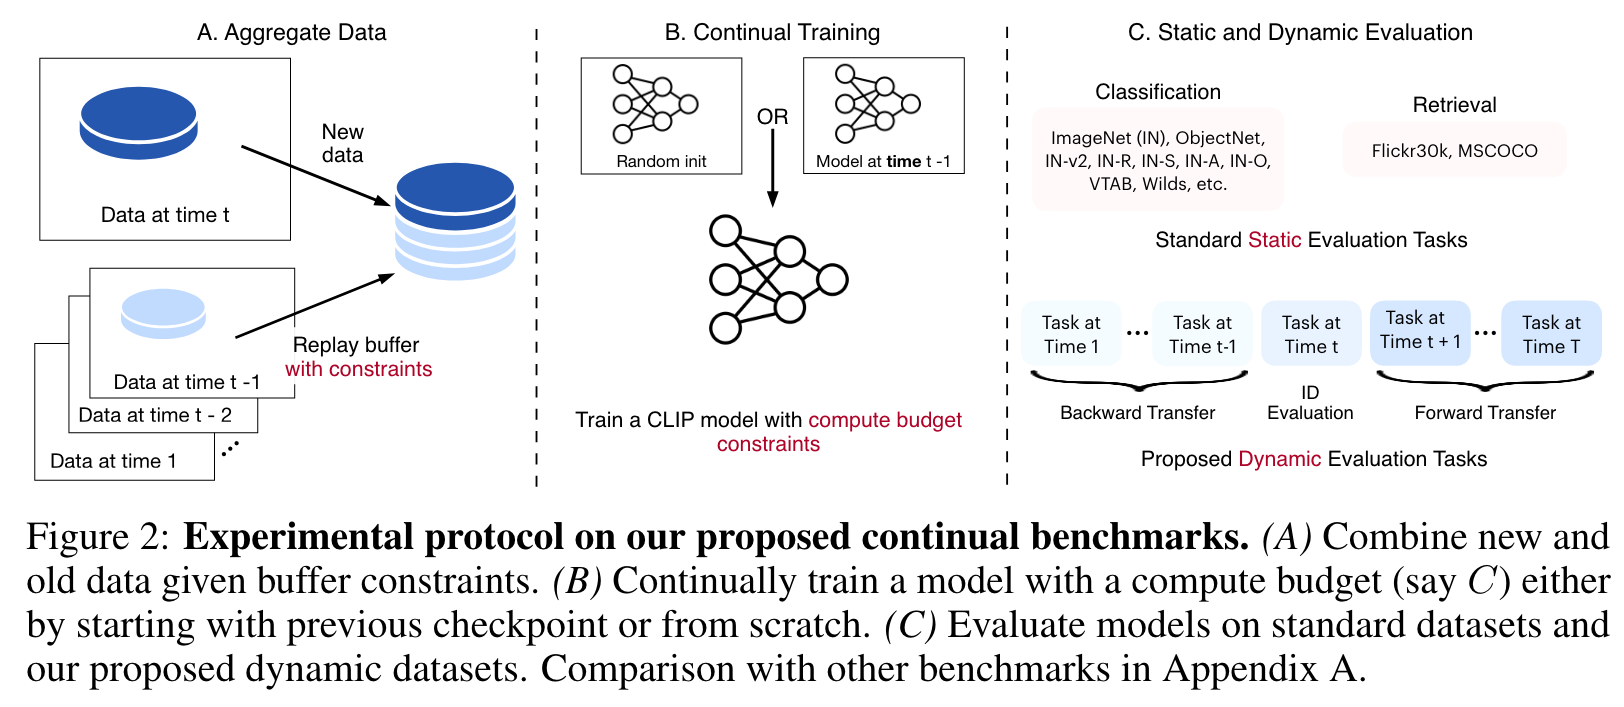 A. Aggregate Data
Data at time t
New
data
Data at time t -1
Data at time t - 2
Data at time 1
Replay buffer
with constraints
B. Continual Training
Random init
OR
Model at time t -1
Train a CLIP model with compute budget
constraints
C. Static and Dynamic Evaluation
Classification
ImageNet (IN), ObjectNet,
IN-v2, IN-R, IN-S, IN-A, IN-O,
VTAB, Wilds, etc.
Retrieval
Flickr30k, MSCOCO
Standard Static Evaluation Tasks
Task at
Time 1
...
Task at
Time t-1
Task at
Time t
Task at
Time t + 1
...
Task at
Time T
Backward Transfer
ID
Evaluation
Forward Transfer
Proposed Dynamic Evaluation Tasks
Figure 2: Experimental protocol on our proposed continual benchmarks. (A) Combine new and
old data given buffer constraints. (B) Continually train a model with a compute budget (say C) either
by starting with previous checkpoint or from scratch. (C) Evaluate models on standard datasets and
our proposed dynamic datasets. Comparison with other benchmarks in Appendix A.